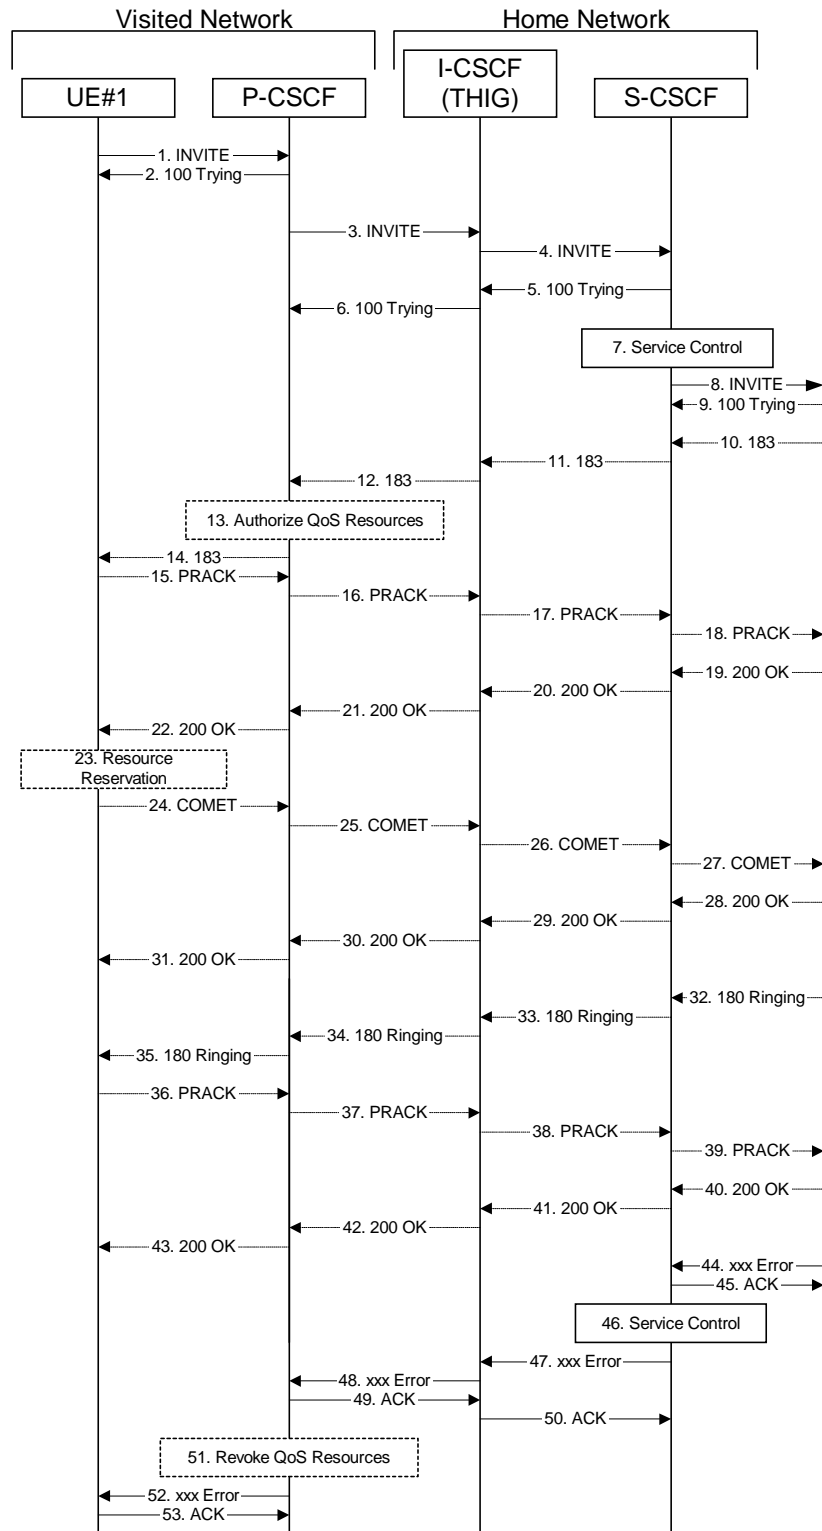 Visited Network
Home Network
UE#1
P-CSCF
I-CSCF
(THIG)
S-CSCF
1. INVITE
2. 100 Trying
3. INVITE
4. INVITE
5. 100 Trying
6. 100 Trying
7. Service Control
8. INVITE
9. 100 Trying
10. 183
11. 183
12. 183
13. Authorize QoS Resources
14. 183
15. PRACK
16. PRACK
17. PRACK
18. PRACK
19. 200 OK
20. 200 OK
21. 200 OK
22. 200 OK
23. Resource
Reservation
24. COMET
25. COMET
26. COMET
27. COMET
28. 200 OK
29. 200 OK
30. 200 OK
31. 200 OK
32. 180 Ringing
33. 180 Ringing
34. 180 Ringing
35. 180 Ringing
36. PRACK
37. PRACK
38. PRACK
39. PRACK
40. 200 OK
41. 200 OK
42. 200 OK
43. 200 OK
44. xxx Error
45. ACK
46. Service Control
47. xxx Error
48. xxx Error
49. ACK
50. ACK
51. Revoke QoS Resources
52. xxx Error
53. ACK